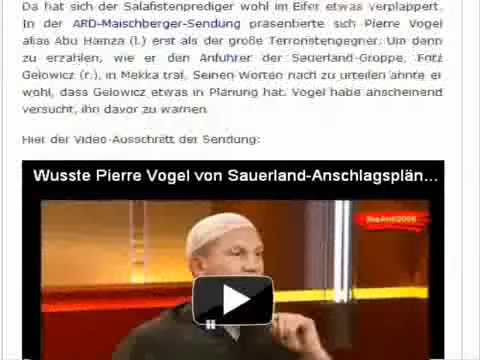 Da hat sich der Salafistenprediger wohl im Eifer etwas verplappert.
In der ARD-Maischberger-Sendung präsentierte sich Pierre Vogel
alias Abu Hamza (l.) erst als der große Terroristengegner. Um dann
zu erzählen, wie er den Anführer der Sauerland-Gruppe, Fritz
Gelowicz (r.), in Mekka traf. Seinen Worten nach zu urteilen ahnte er
wohl, dass Gelowicz etwas in Planung hat. Vogel habe anscheinend
versucht, ihn davor zu warnen.
Hier der Video-Ausschnitt der Sendung:
Wusste Pierre Vogel von Sauerland-Anschlagsplän...